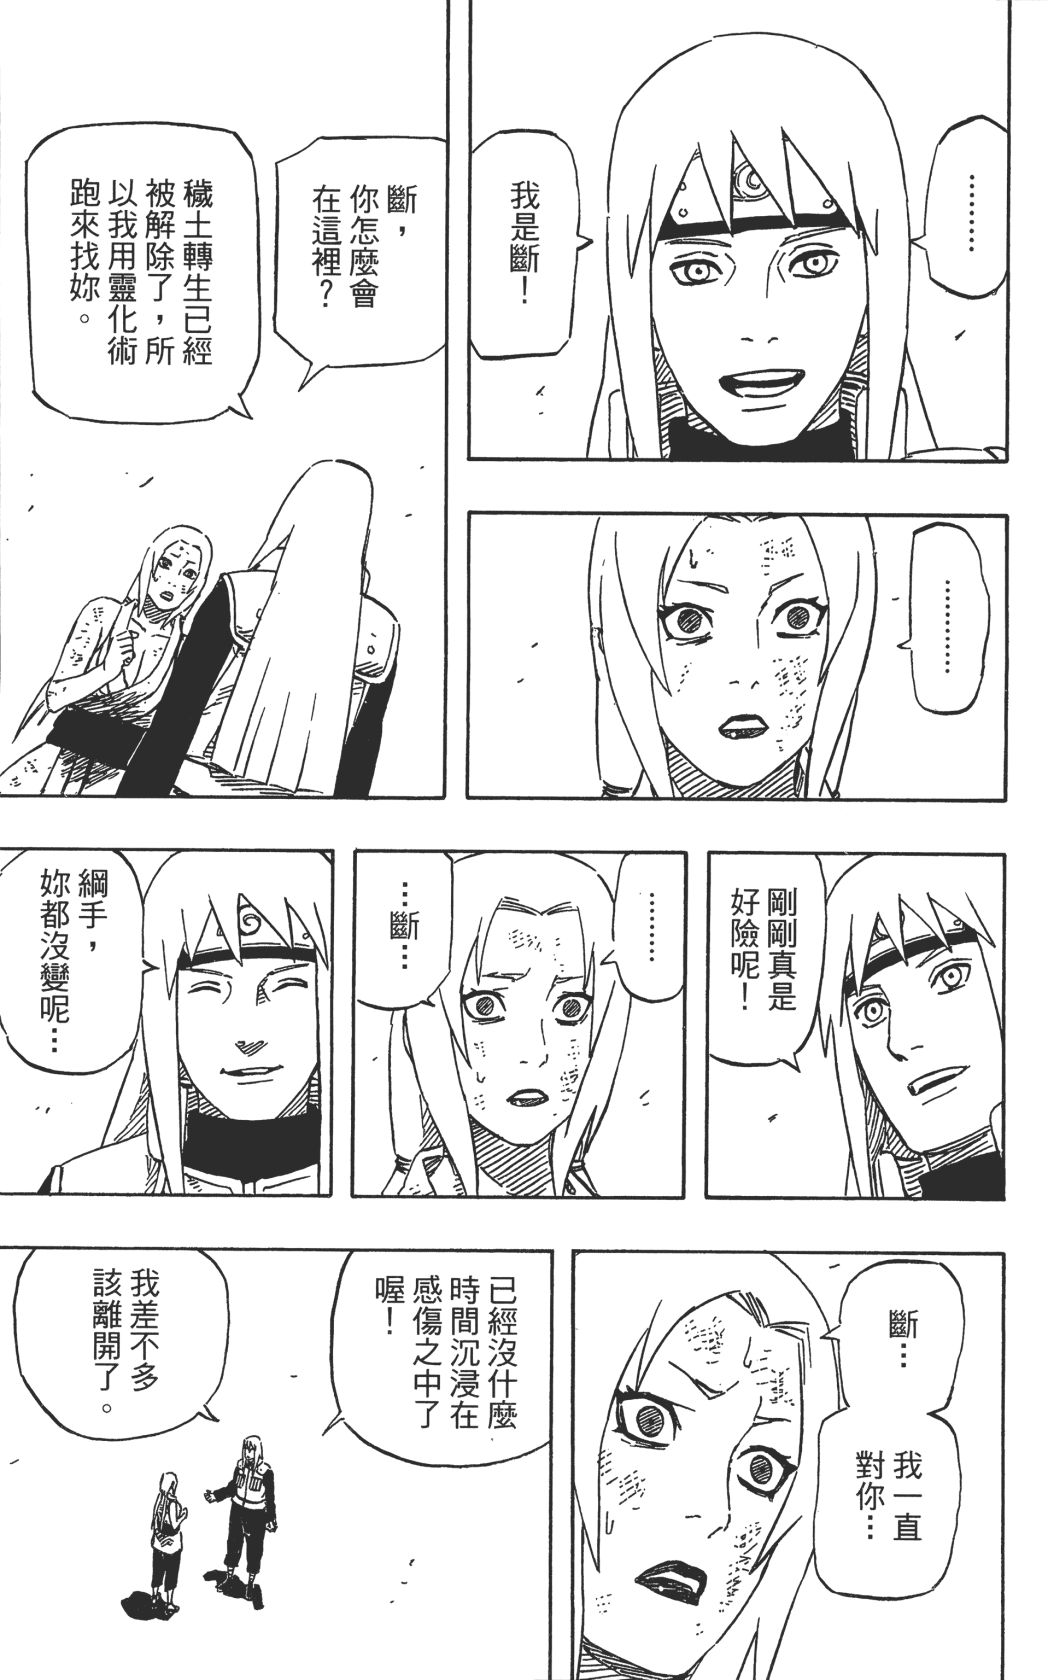 ………
我是斷！
斷，
你怎麼會
在這裡？
穢土轉生已經
被解除了，所
以我用靈化術
跑來找妳。
…………
剛剛真是
好險呢！
………
…斷…
綱手，
妳都沒變呢…
斷…
我一直
對你…
已經沒什麼
時間沉浸在
感傷之中了
喔！
我差不多
該離開了。